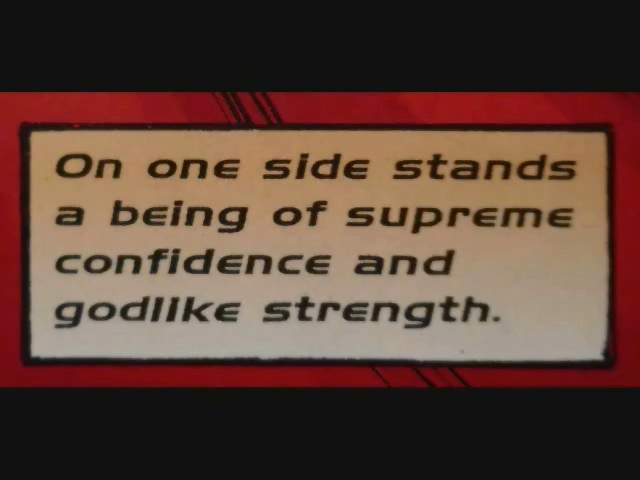 On one side stands
a being of supreme
confidence and
godlike strength.